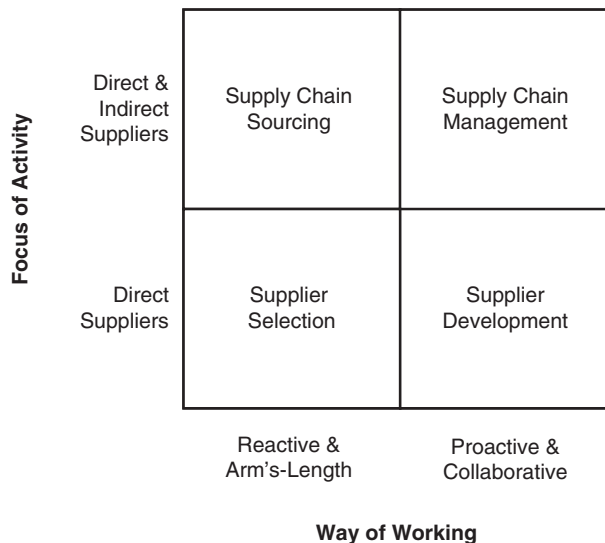 Focus of Activity
Direct &
Indirect
Suppliers
Supply Chain
Sourcing
Supply Chain
Management
Direct
Suppliers
Supplier
Selection
Supplier
Development
Reactive &
Arm's-Length
Proactive &
Collaborative
Way of Working